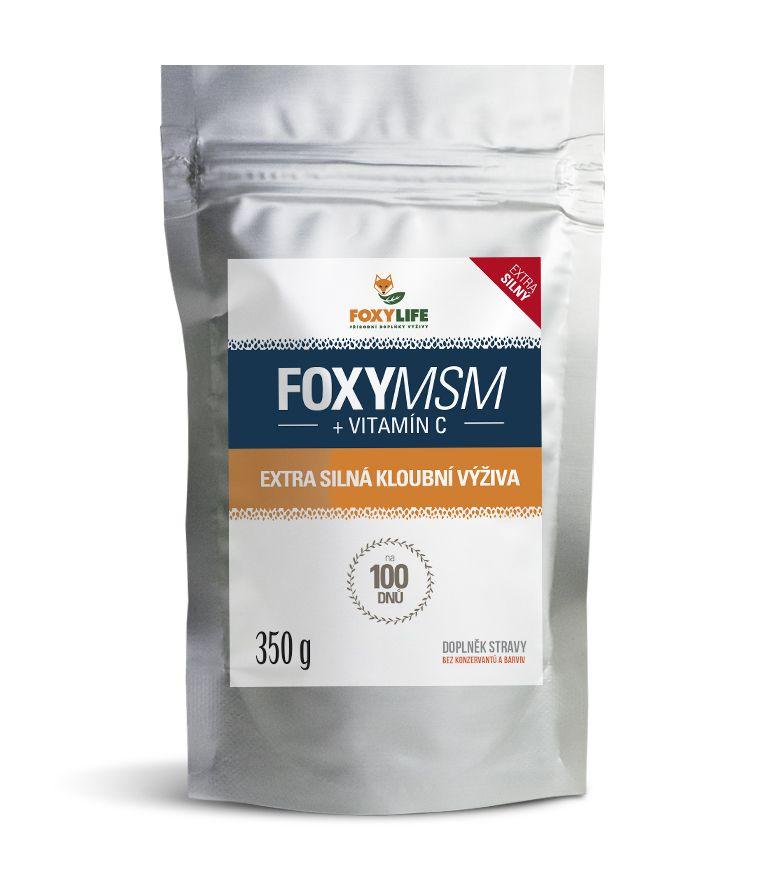 EXTRA
SILNÝ
FOXYLIFE
PŘÍRODNÍ DOPLŇKY VÝŽIVY
FOXYMSM
+ VITAMÍN C
EXTRA SILNÁ KLOUBNÍ VÝŽIVA
na
100
DNŮ
350 g
DOPLNĚK STRAVY
BEZ KONZERVANTŮ A BARVIV